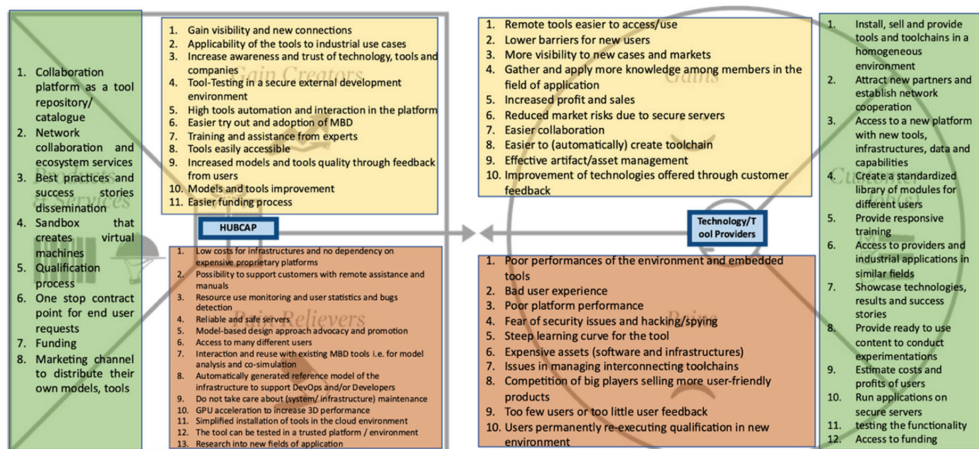 1. Collaboration
platform as a tool
repository/
catalogue
2. Network
collaboration and
ecosystem services
3. Best practices and
success stories
dissemination
4. Sandbox that
creates virtual
machines
5. Qualification
process
6. One stop contract
point for end user
requests
7. Funding
8. Marketing channel
to distribute their
own models, tools
Products
& Services
Gain Creators
1. Gain visibility and new connections
2. Applicability of the tools to industrial use cases
3. Increase awareness and trust of technology, tools and
companies
4. Tool-Testing in a secure external development
environment
5. High tools automation and interaction in the platform
6. Easier try out and adoption of MBD
7. Training and assistance from experts
8. Tools easily accessible
9. Increased models and tools quality through feedback
from users
10. Models and tools improvement
11. Easier funding process
HUBCAP
Pain Relievers
1. Low costs for infrastructures and no dependency on
expensive proprietary platforms
2. Possibility to support customers with remote assistance and
manuals
3. Resource use monitoring and user statistics and bugs
detection
4. Reliable and safe servers
5. Model-based design approach advocacy and promotion
6. Access to many different users
7. Interaction and reuse with existing MBD tools i.e. for model
analysis and co-simulation
8. Automatically generated reference model of the
infrastructure to support DevOps and/or Developers
9. Do not take care about (system/ infrastructure) maintenance
10. GPU acceleration to increase 3D performance
11. Simplified installation of tools in the cloud environment
12. The tool can be tested in a trusted platform / environment
13. Research into new fields of application
Gains
1. Remote tools easier to access/use
2. Lower barriers for new users
3. More visibility to new cases and markets
4. Gather and apply more knowledge among members in the
field of application
5. Increased profit and sales
6. Reduced market risks due to secure servers
7. Easier collaboration
8. Easier to (automatically) create toolchain
9. Effective artifact/asset management
10. Improvement of technologies offered through customer
feedback
Technology/T
ool Providers
Pains
1. Poor performances of the environment and embedded
tools
2. Bad user experience
3. Poor platform performance
4. Fear of security issues and hacking/spying
5. Steep learning curve for the tool
6. Expensive assets (software and infrastructures)
7. Issues in managing interconnecting toolchains
8. Competition of big players selling more user-friendly
products
9. Too few users or too little user feedback
10. Users permanently re-executing qualification in new
environment
Customer
Job(s)
1. Install, sell and provide
tools and toolchains in a
homogeneous
environment
2. Attract new partners and
establish network
cooperation
3. Access to a new platform
with new tools,
infrastructures, data and
capabilities
4. Create a standardized
library of modules for
different users
5. Provide responsive
training
6. Access to providers and
industrial applications in
similar fields
7. Showcase technologies,
results and success
stories
8. Provide ready to use
content to conduct
experimentations
9. Estimate costs and
profits of users
10. Run applications on
secure servers
11. testing the functionality
12. Access to funding